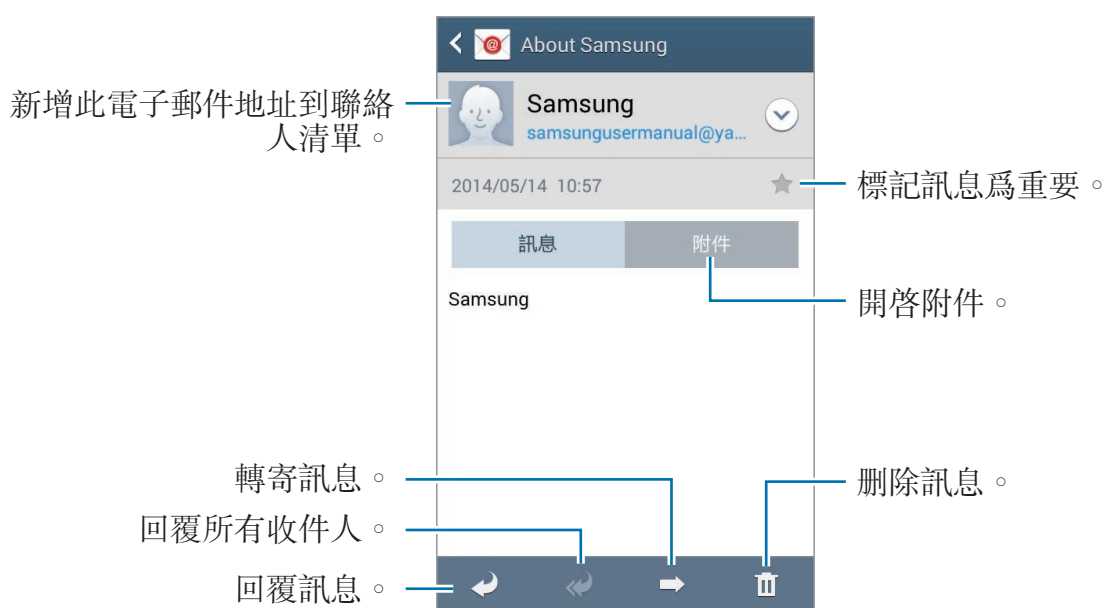 About Samsung
新增此電子郵件地址到聯絡
人清單。
Samsung
samsungusermanual@ya...
2014/05/14 10:57
標記訊息爲重要。
訊息
附件
Samsung
開啓附件。
轉寄訊息。
刪除訊息。
回覆所有收件人。
回覆訊息。